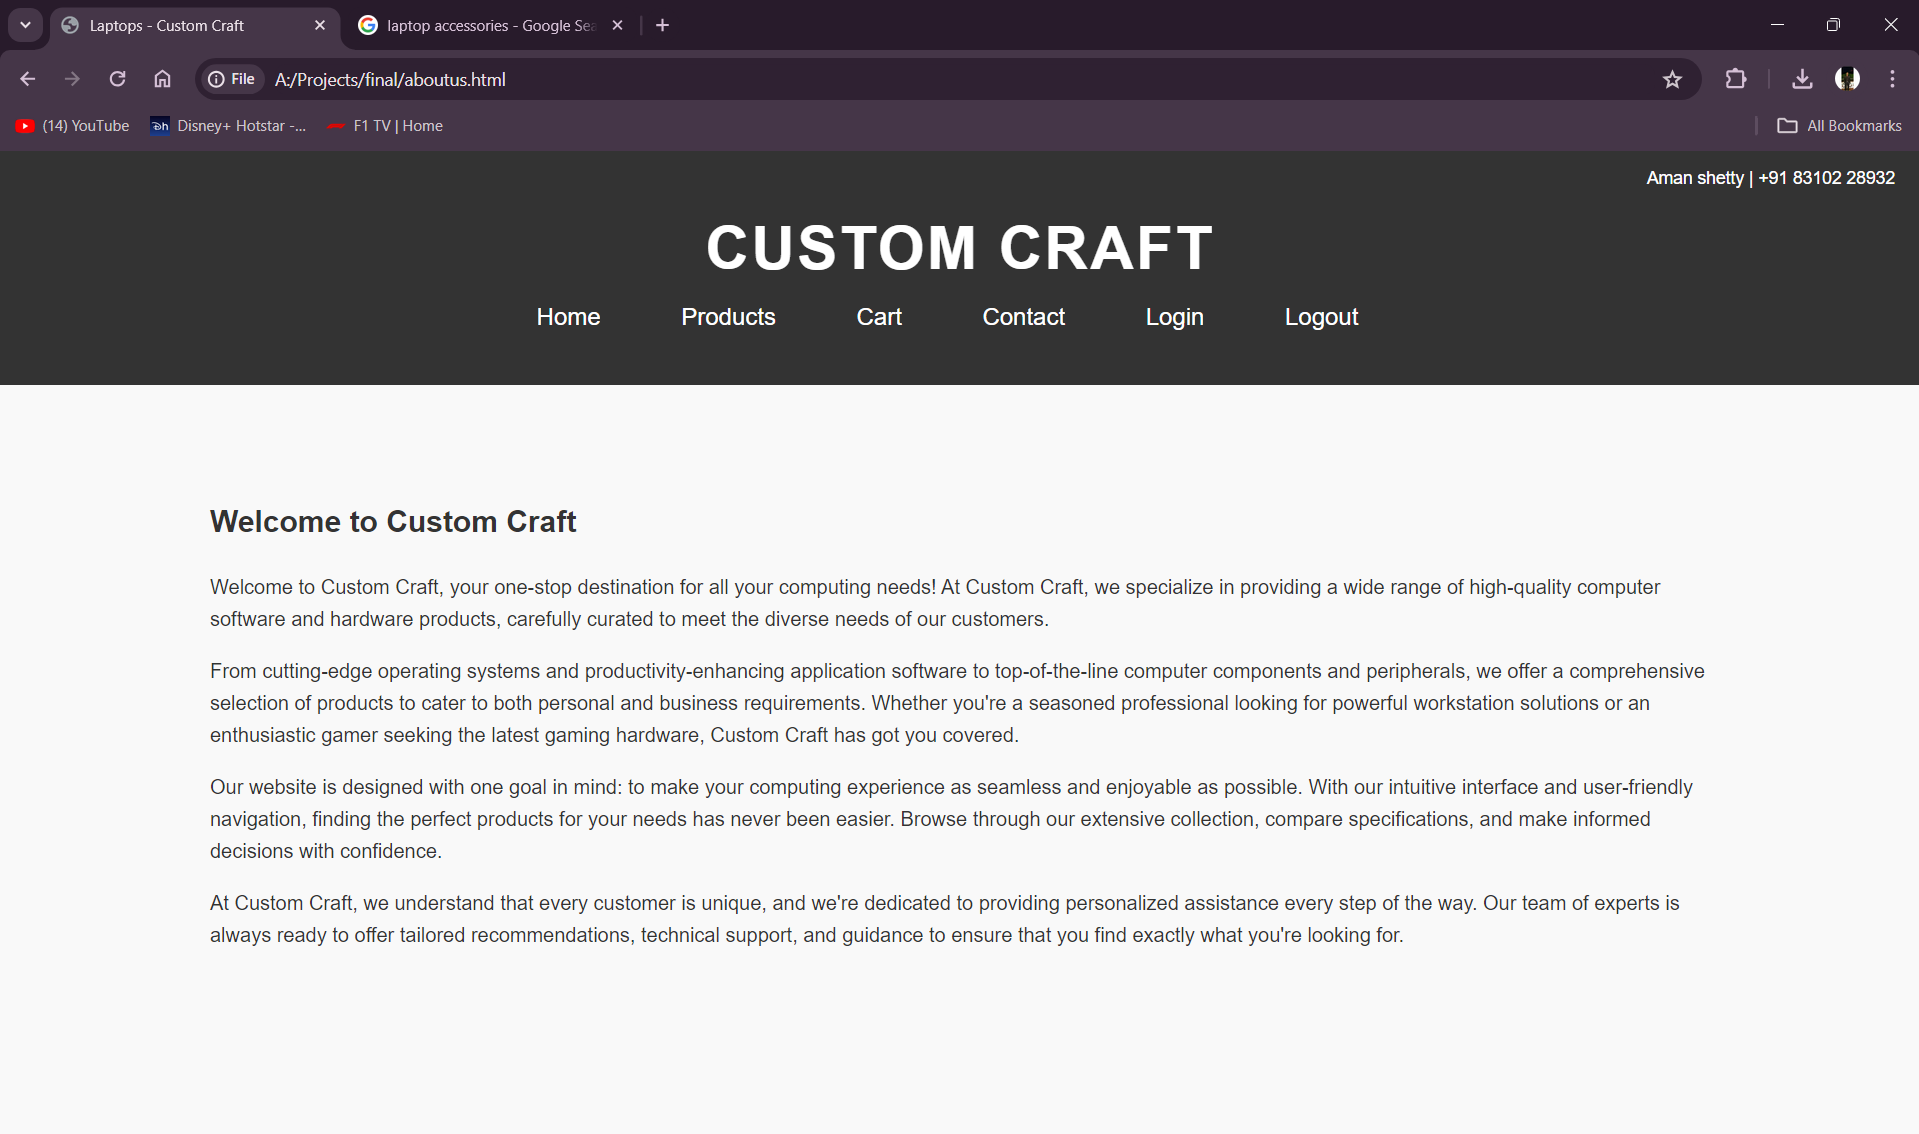 Laptops - Custom Craft
laptop accessories - Google Sea
File
A:/Projects/final/aboutus.html
(14) YouTube
Disney+ Hotstar -...
F1 TV | Home
All Bookmarks
Aman shetty | +91 83102 28932
CUSTOM CRAFT
Home
Products
Cart
Contact
Login
Logout
Welcome to Custom Craft
Welcome to Custom Craft, your one-stop destination for all your computing needs! At Custom Craft, we specialize in providing a wide range of high-quality computer
software and hardware products, carefully curated to meet the diverse needs of our customers.
From cutting-edge operating systems and productivity-enhancing application software to top-of-the-line computer components and peripherals, we offer a comprehensive
selection of products to cater to both personal and business requirements. Whether you're a seasoned professional looking for powerful workstation solutions or an
enthusiastic gamer seeking the latest gaming hardware, Custom Craft has got you covered.
Our website is designed with one goal in mind: to make your computing experience as seamless and enjoyable as possible. With our intuitive interface and user-friendly
navigation, finding the perfect products for your needs has never been easier. Browse through our extensive collection, compare specifications, and make informed
decisions with confidence.
At Custom Craft, we understand that every customer is unique, and we're dedicated to providing personalized assistance every step of the way. Our team of experts is
always ready to offer tailored recommendations, technical support, and guidance to ensure that you find exactly what you're looking for.